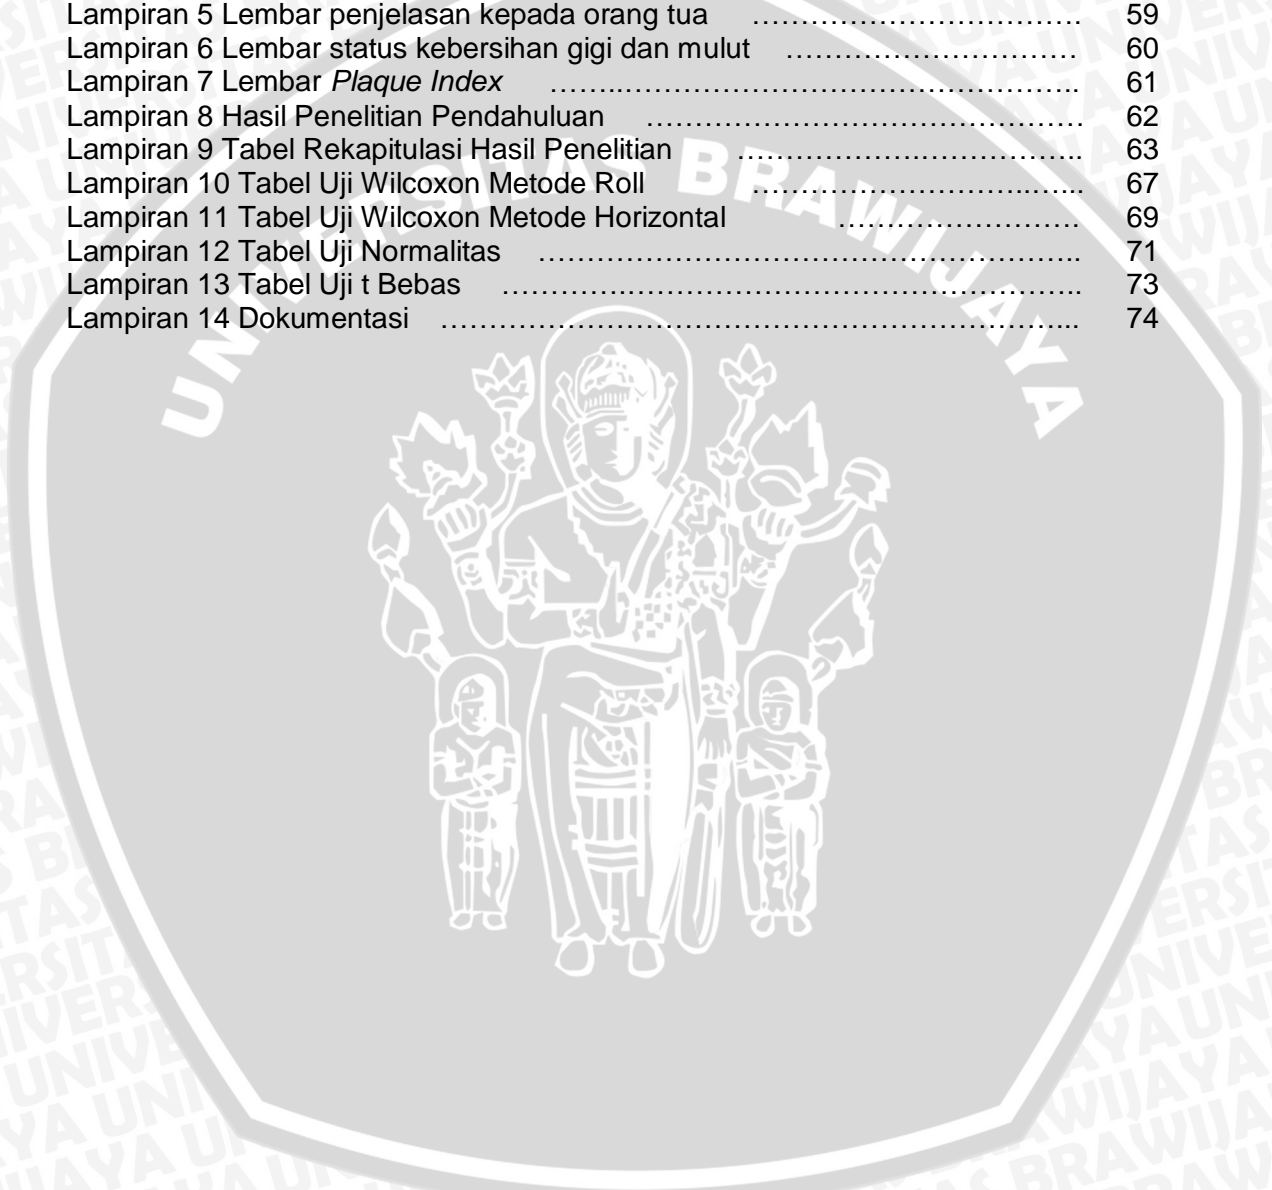 Lampiran 5 Lembar penjelasan kepada orang tua ……………………………. 59
Lampiran 6 Lembar status kebersihan gigi dan mulut ………………………… 60
Lampiran 7 Lembar Plaque Index ……..……………………………………….. 61
Lampiran 8 Hasil Penelitian Pendahuluan ……………………………………… 62
Lampiran 9 Tabel Rekapitulasi Hasil Penelitian ……………….…………….. 63
Lampiran 10 Tabel Uji Wilcoxon Metode Roll ………………………...…... 67
Lampiran 11 Tabel Uji Wilcoxon Metode Horizontal ……………………. 69
Lampiran 12 Tabel Uji Normalitas ……………………………………………….. 71
Lampiran 13 Tabel Uji t Bebas ………….…………………………………….. 73
Lampiran 14 Dokumentasi ………………………………………………………... 74
UNIVERSITAS BRAWIJAYA